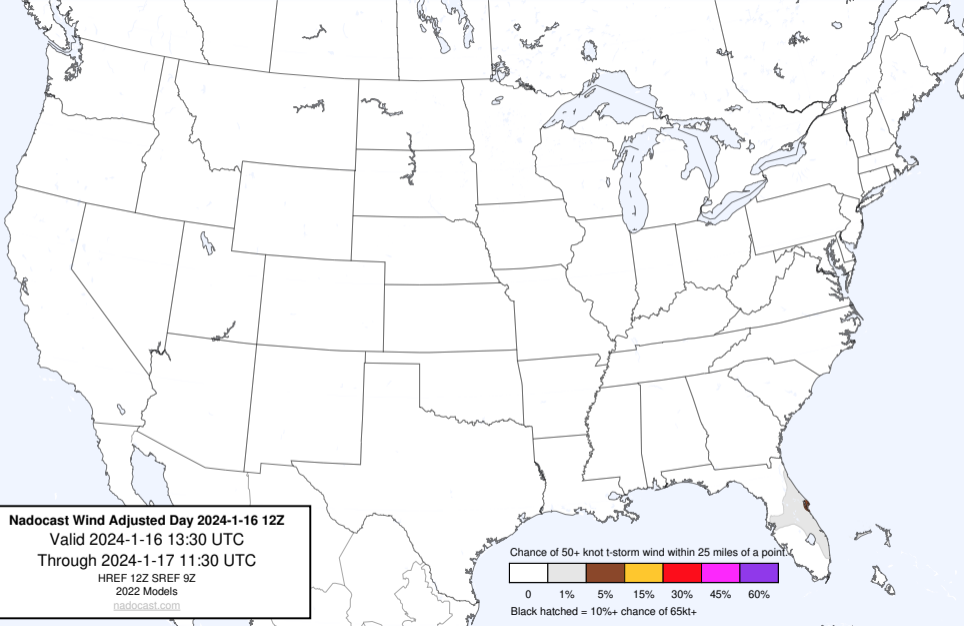 Nadocast Wind Adjusted Day 2024-1-16 12Z
Valid 2024-1-16 13:30 UTC
Through 2024-1-17 11:30 UTC
HREF 12Z SREF 9Z
2022 Models
nadocast.com
Chance of 50+ knot t-storm wind within 25 miles of a point.
0 1% 5% 15% 30% 45% 60%
Black hatched = 10%+ chance of 65kt+